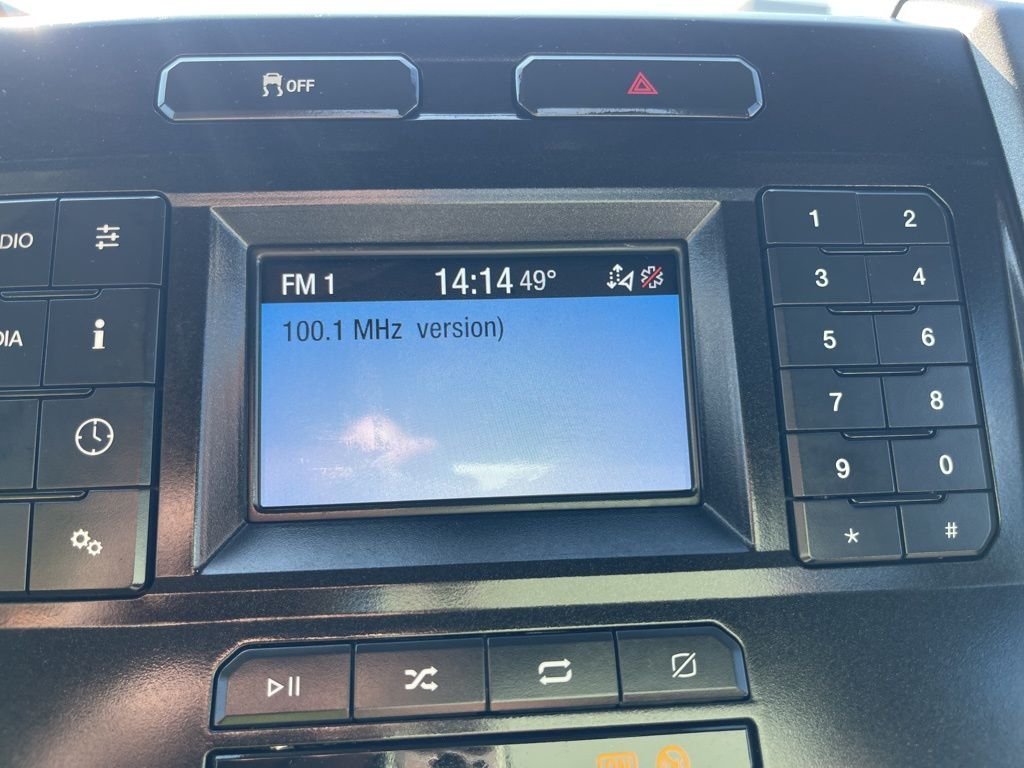 OFF
DIO
FM 1 14:14 49°
100.1 MHz version)
DIA
i
1 2
3 4
5 6
7 8
9 0
* #